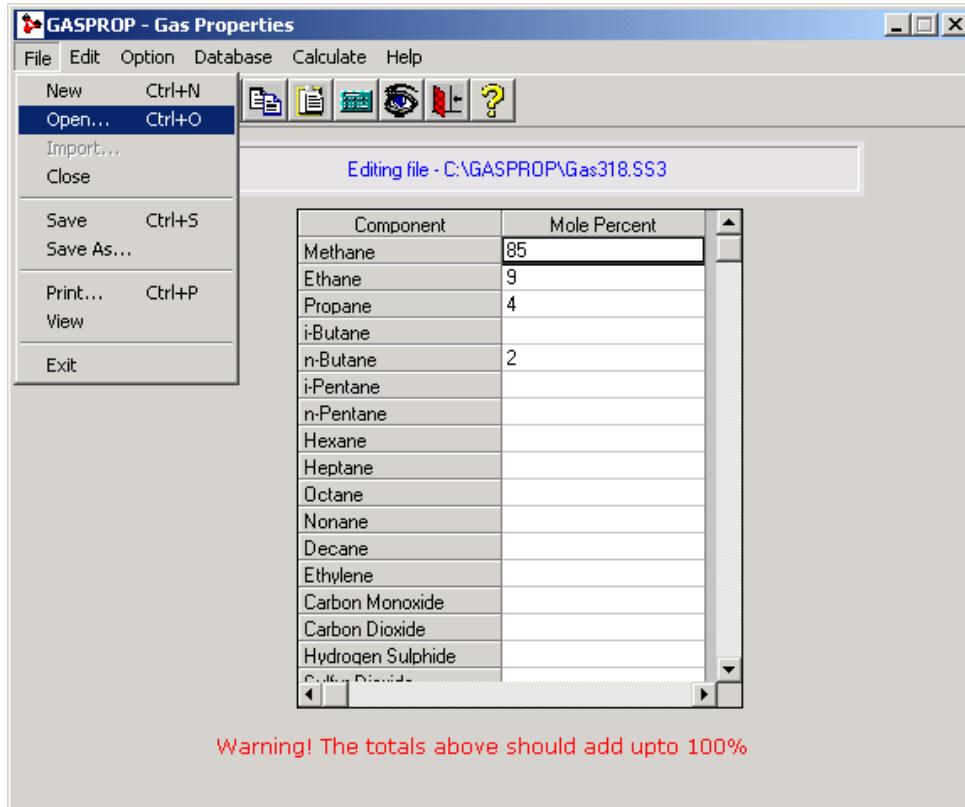 GASPROP - Gas Properties
File Edit Option Database Calculate Help
New Ctrl+N
Open... Ctrl+O
Import...
Close
Save Ctrl+S
Save As...
Print... Ctrl+P
View
Exit
Editing file - C:\GASPROP\Gas318.SS3
Component Mole Percent
Methane 85
Ethane 9
Propane 4
i-Butane
n-Butane 2
i-Pentane
n-Pentane
Hexane
Heptane
Octane
Nonane
Decane
Ethylene
Carbon Monoxide
Carbon Dioxide
Hydrogen Sulphide
Sulfur Dioxide
Warning! The totals above should add upto 100%